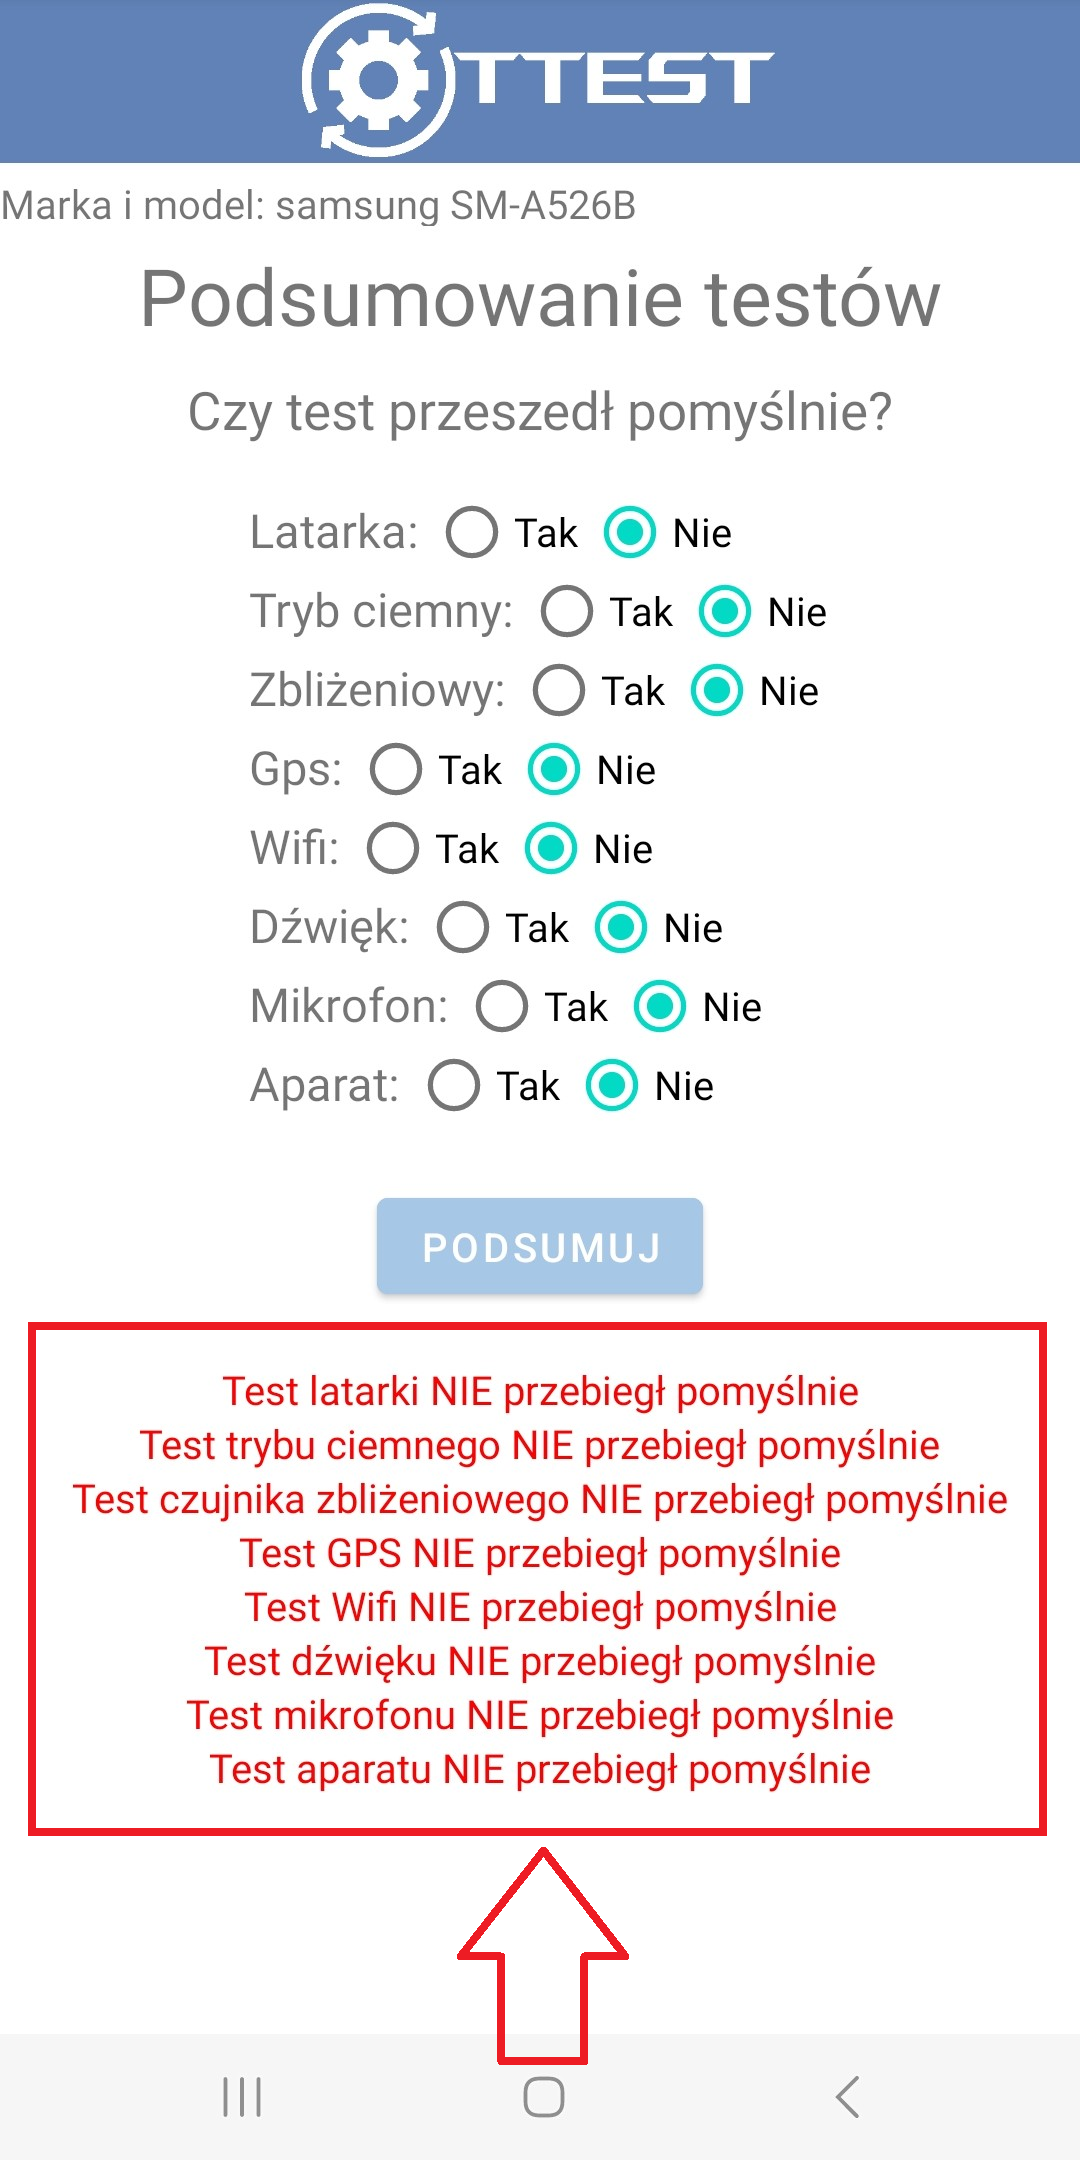 TTEST
Marka i model: samsung SM-A526B
Podsumowanie testów
Czy test przeszedł pomyślnie?
Latarka: Tak Nie
Tryb ciemny: Tak Nie
Zbliżeniowy: Tak Nie
Gps: Tak Nie
Wifi: Tak Nie
Dźwięk: Tak Nie
Mikrofon: Tak Nie
Aparat: Tak Nie
PODSUMUJ
Test latarki NIE przebiegł pomyślnie
Test trybu ciemnego NIE przebiegł pomyślnie
Test czujnika zbliżeniowego NIE przebiegł pomyślnie
Test GPS NIE przebiegł pomyślnie
Test Wifi NIE przebiegł pomyślnie
Test dźwięku NIE przebiegł pomyślnie
Test mikrofonu NIE przebiegł pomyślnie
Test aparatu NIE przebiegł pomyślnie